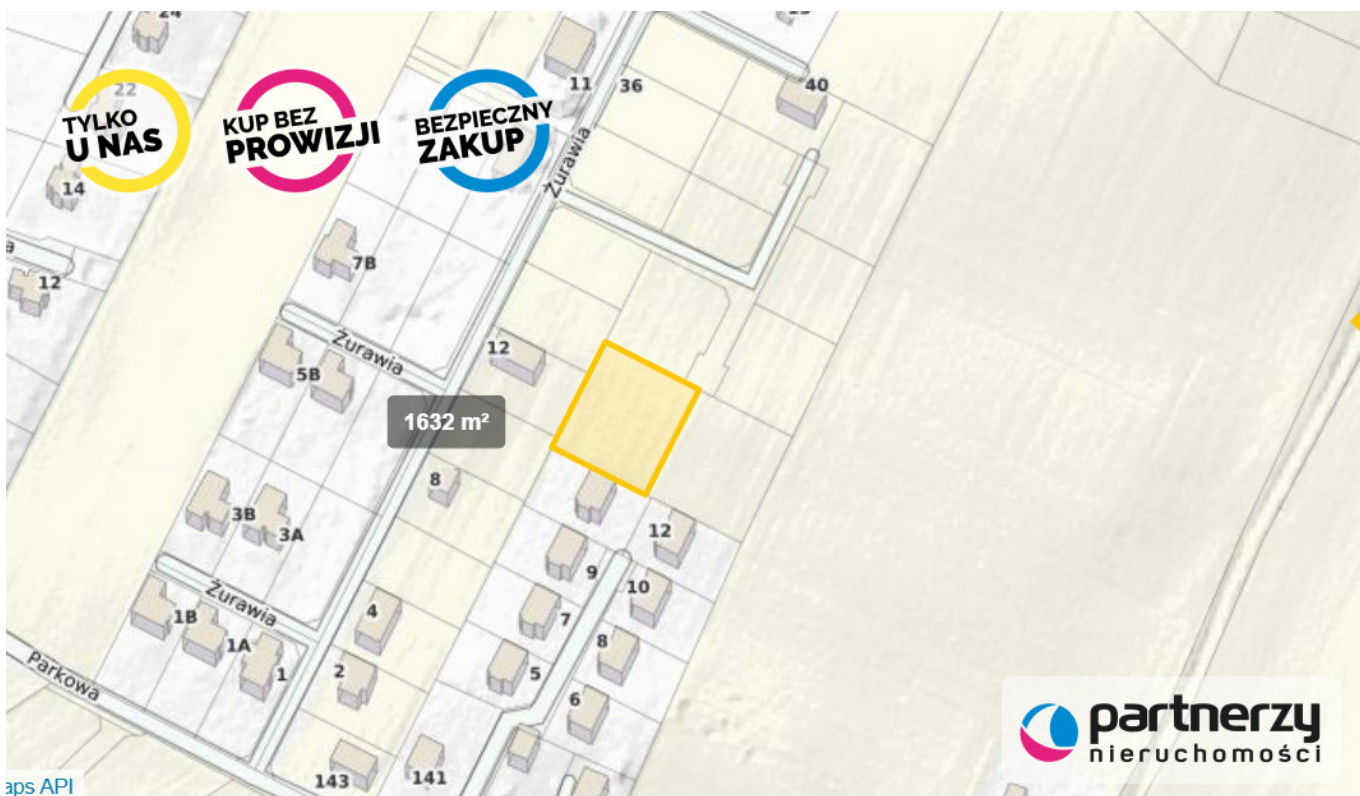 24
22
TYLKO
U NAS
KUP BEZ
PROWIZJI
BEZPIECZNY
ZAKUP
11
36
40
14
Żurawia
a
12
7B
Żurawia
12
5B
1632 m²
8
3B
3A
12
9
10
Żurawia
1B
1A
1
4
7
8
2
5
6
Parkowa
143
141
partnerzy
nieruchomości
aps API